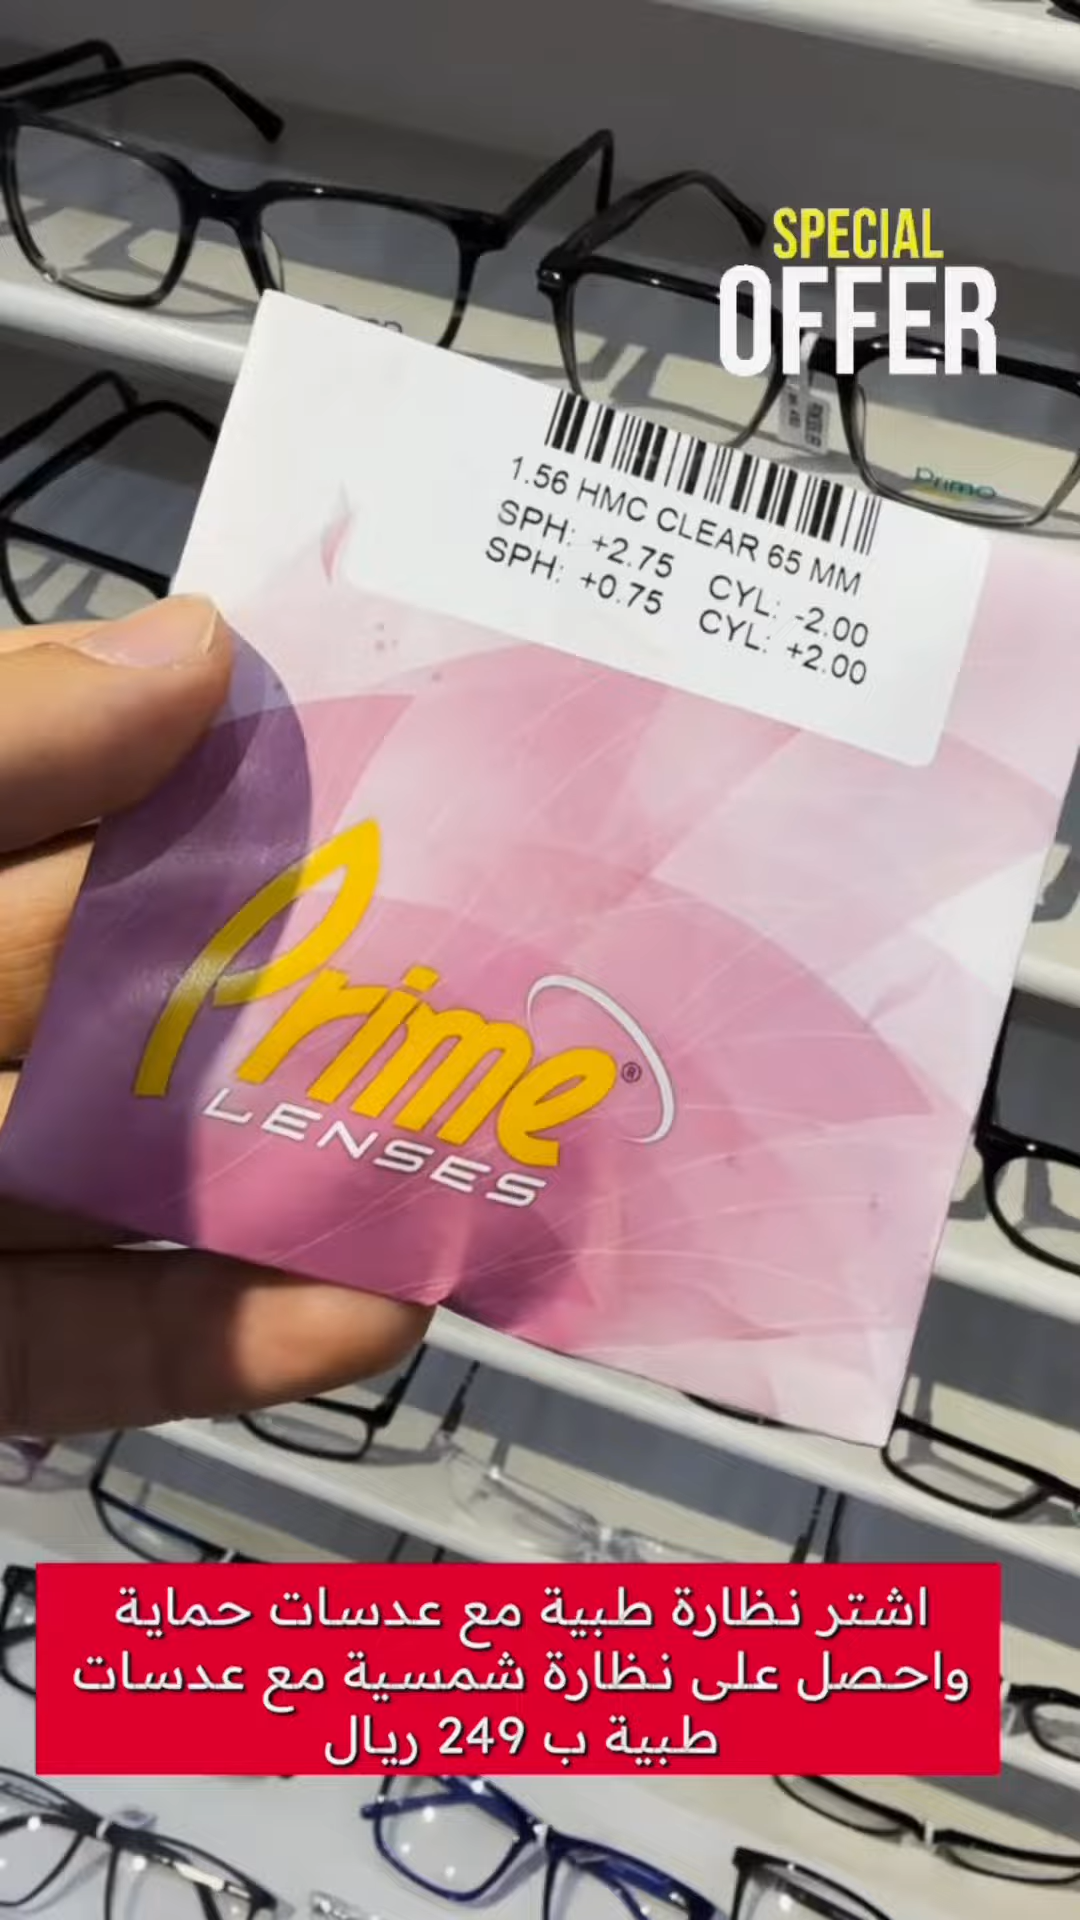 SPECIAL
OFFER
1.56 HMC CLEAR 65 MM
SPH: +2.75 CYL: -2.00
SPH: +0.75 CYL: +2.00
Prime
Prime®
LENSES
اشتر نظارة طبية مع عدسات حماية
واحصل على نظارة شمسية مع عدسات
طبية ب 249 ريال